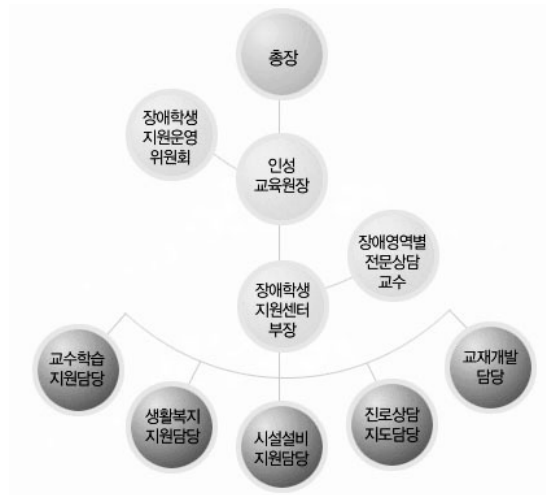 총장
장애학생
지원운영
위원회
인성
교육원장
장애영역별
전문상담
교수
장애학생
지원센터
부장
교수학습
지원담당
생활복지
지원담당
시설설비
지원담당
진로상담
지도담당
교재개발
담당